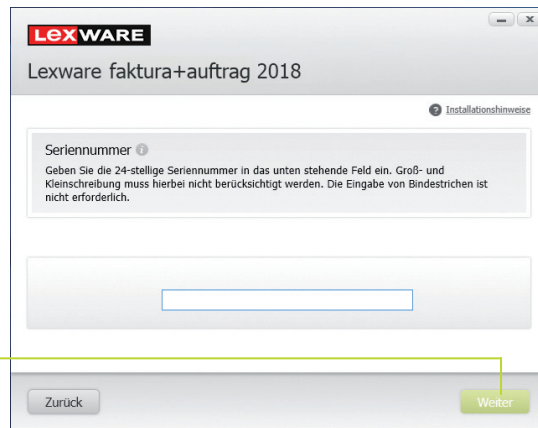 LEXWARE
Lexware faktura+auftrag 2018
Installationshinweise
Seriennummer
Geben Sie die 24-stellige Seriennummer in das unten stehende Feld ein. Groß- und
Kleinschreibung muss hierbei nicht berücksichtigt werden. Die Eingabe von Bindestrichen ist
nicht erforderlich.
Zurück
Weiter